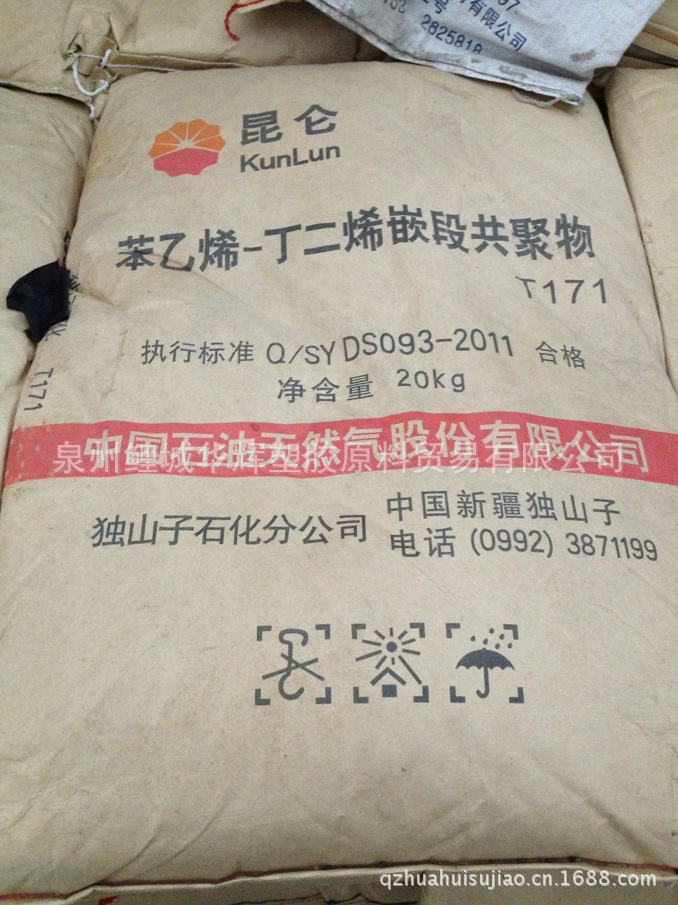 2825818
有限公司
昆仑
KunLun
苯乙烯-丁二烯嵌段共聚物
T171
执行标准 Q/SY DS093-2011 合格
净含量 20kg
T171
中国石油天然气股份有限公司
泉州鲤城华辉塑胶原料贸易有限公司
独山子石化分公司
中国新疆独山子
电话 (0992) 3871199
qzhuahuisujiao.cn.1688.com